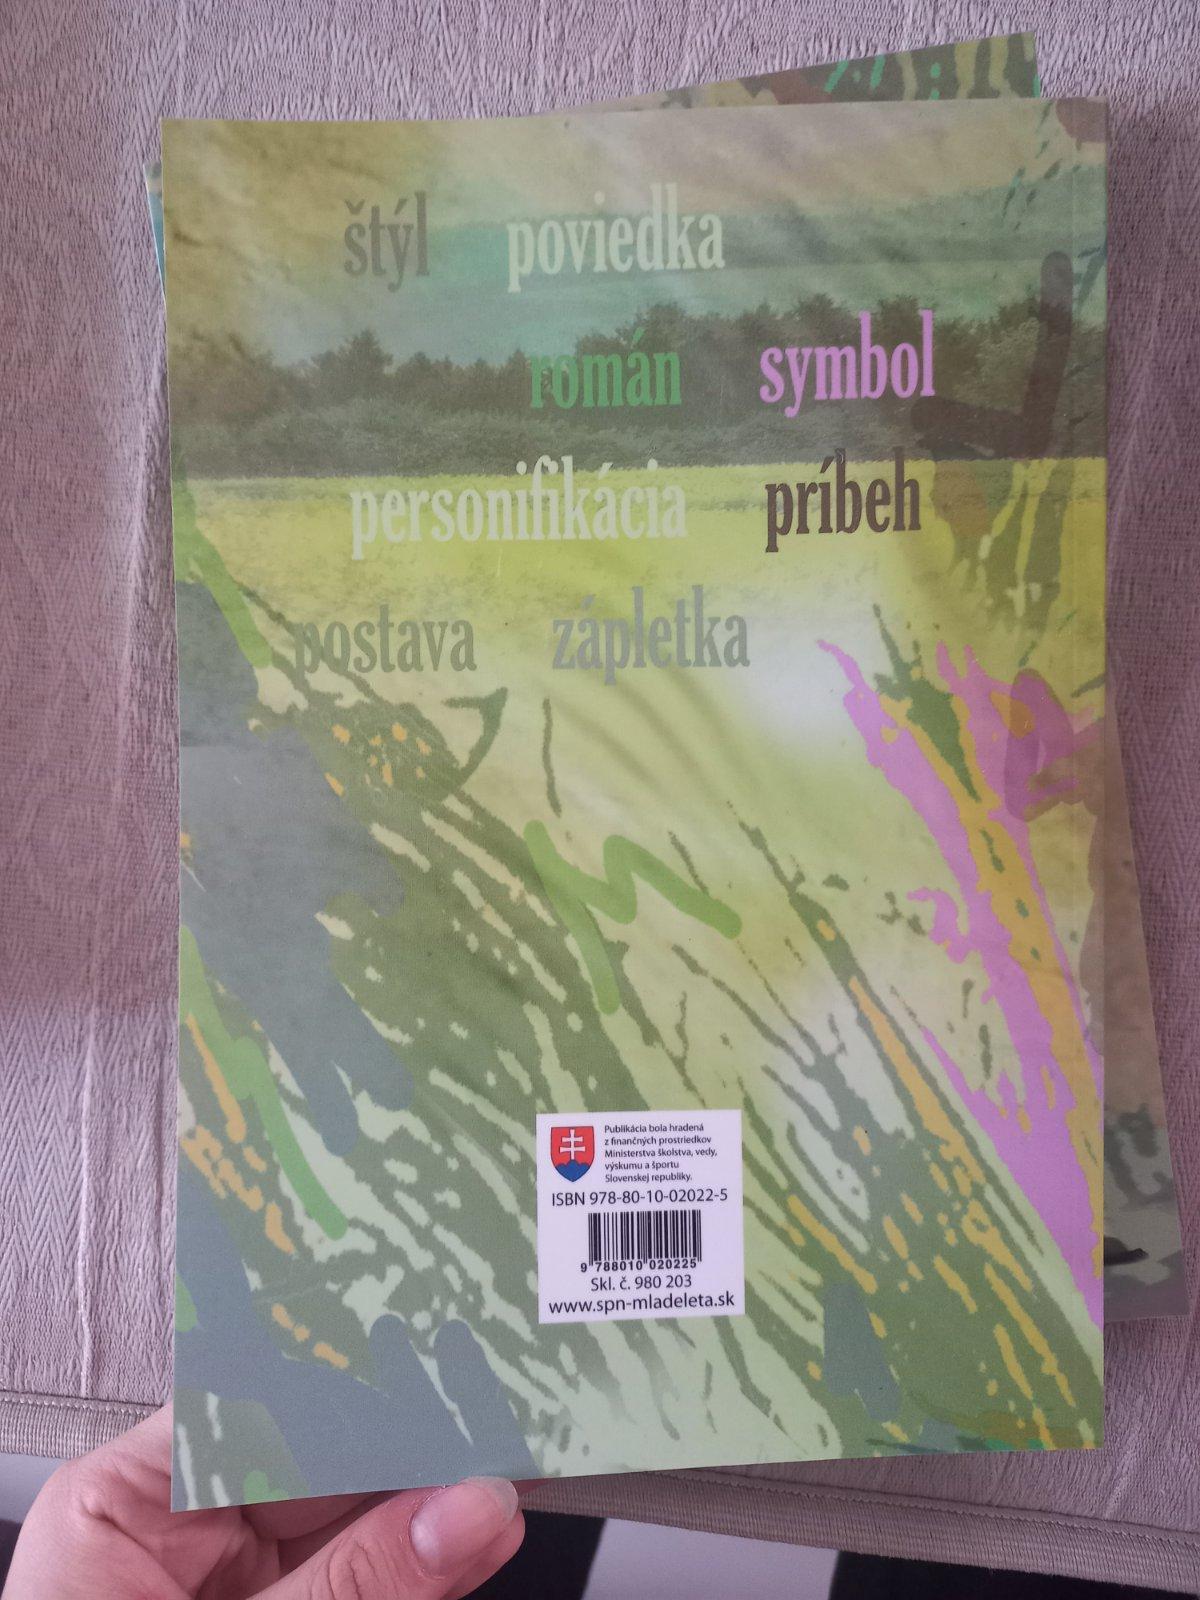 štýl poviedka
román symbol
personifikácia príbeh
postava zápletka
Publikácia bola hradená
z finančných prostriedkov
Ministerstva školstva, vedy,
výskumu a športu
Slovenskej republiky.
ISBN 978-80-10-02022-5
9 788010 020225
Skl. č. 980 203
www.spn-mladeleta.sk